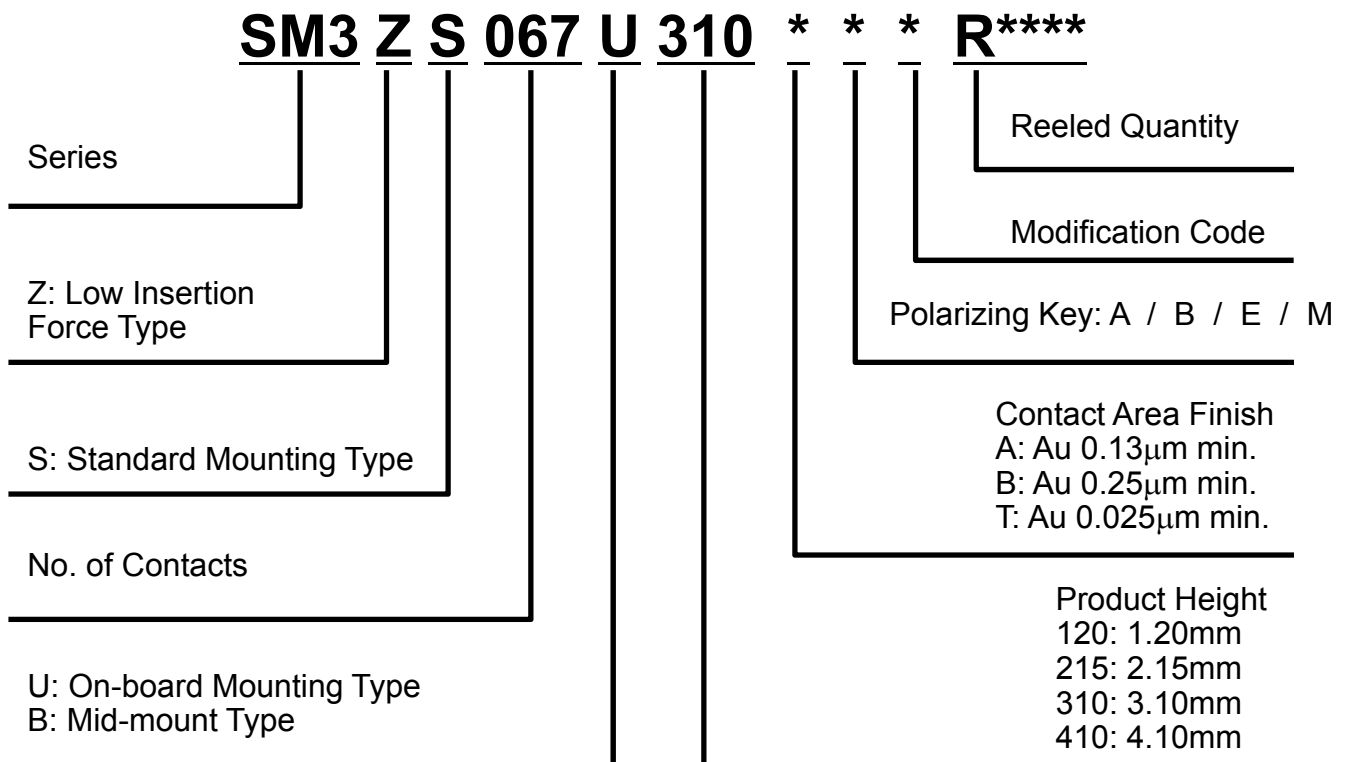 SM3 Z S 067 U 310 * * * R****
Series
Z: Low Insertion
Force Type
S: Standard Mounting Type
No. of Contacts
U: On-board Mounting Type
B: Mid-mount Type
Reeled Quantity
Modification Code
Polarizing Key: A / B / E / M
Contact Area Finish
A: Au 0.13μm min.
B: Au 0.25μm min.
T: Au 0.025μm min.
Product Height
120: 1.20mm
215: 2.15mm
310: 3.10mm
410: 4.10mm